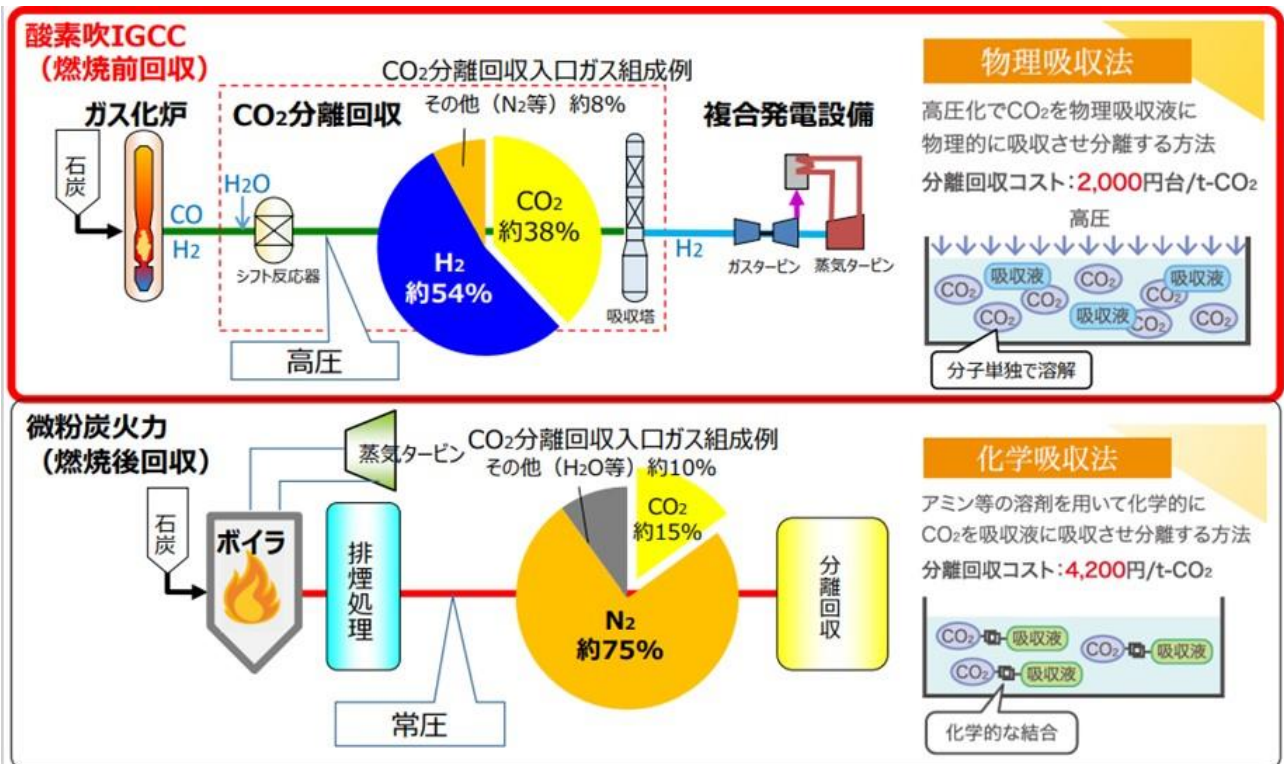 酸素吹IGCC
（燃焼前回収）
ガス化炉
石炭
CO
H₂
H₂O
シフト反応器
CO₂分離回収
CO₂分離回収入口ガス組成例
その他（N₂等）約8%
CO₂
約38%
H₂
約54%
高圧
吸収塔
H₂
複合発電設備
ガスタービン
蒸気タービン
物理吸収法
高圧化でCO₂を物理吸収液に
物理的に吸収させ分離する方法
分離回収コスト：2,000円台/t-CO₂
高圧
CO₂
吸収液
CO₂
CO₂
CO₂
吸収液
CO₂
吸収液
CO₂
CO₂
分子単独で溶解
微粉炭火力
（燃焼後回収）
石炭
ボイラ
蒸気タービン
排煙処理
常圧
CO₂分離回収入口ガス組成例
その他（H₂O等）約10%
CO₂
約15%
N₂
約75%
分離回収
化学吸収法
アミン等の溶剤を用いて化学的に
CO₂を吸収液に吸収させ分離する方法
分離回収コスト：4,200円/t-CO₂
CO₂
吸収液
CO₂
吸収液
CO₂
吸収液
化学的な結合